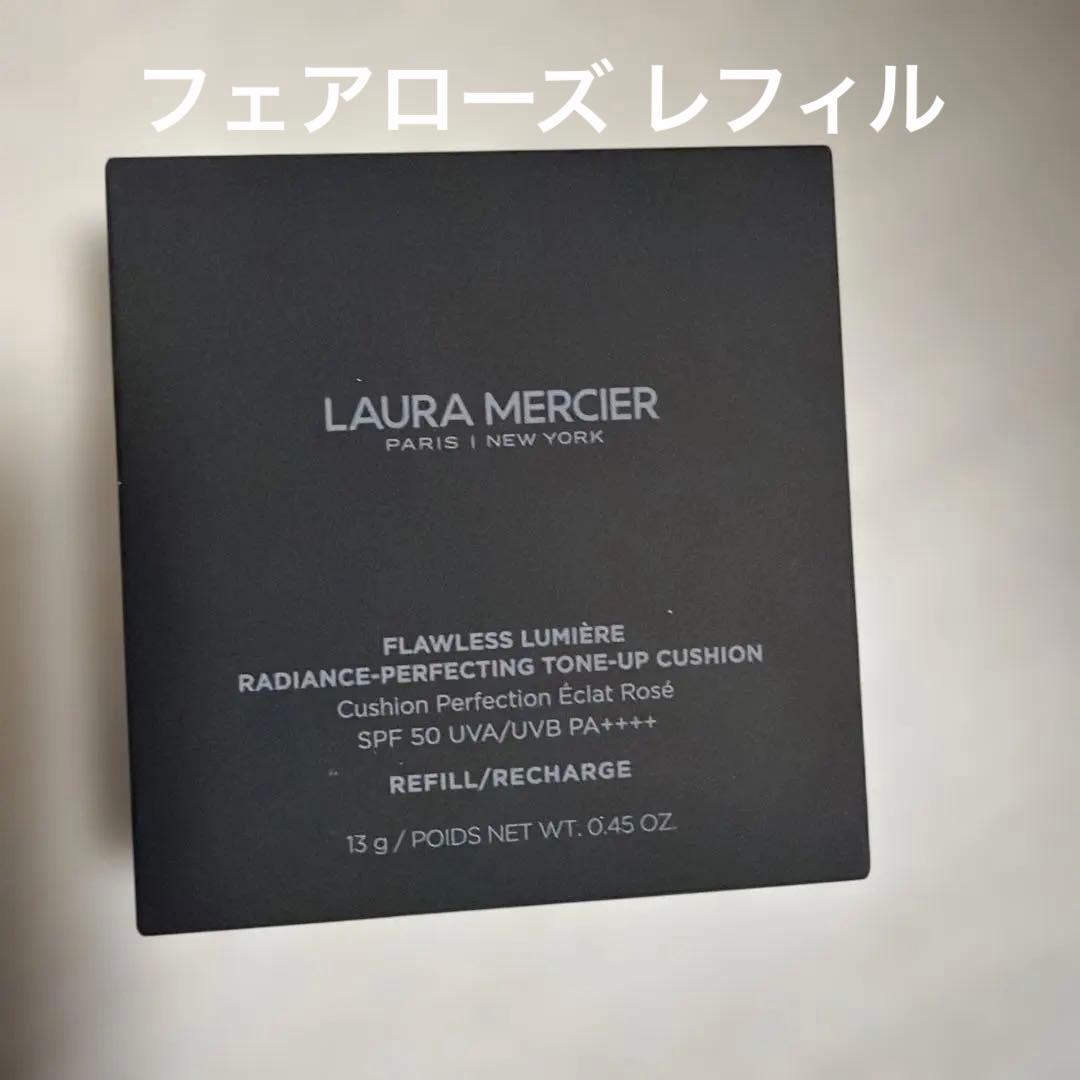 フェアローズ レフィル
LAURA MERCIER
PARIS | NEW YORK
FLAWLESS LUMIÈRE
RADIANCE-PERFECTING TONE-UP CUSHION
Cushion Perfection Éclat Rosé
SPF 50 UVA/UVB PA++++
REFILL/RECHARGE
13 g / POIDS NET WT. 0.45 OZ.